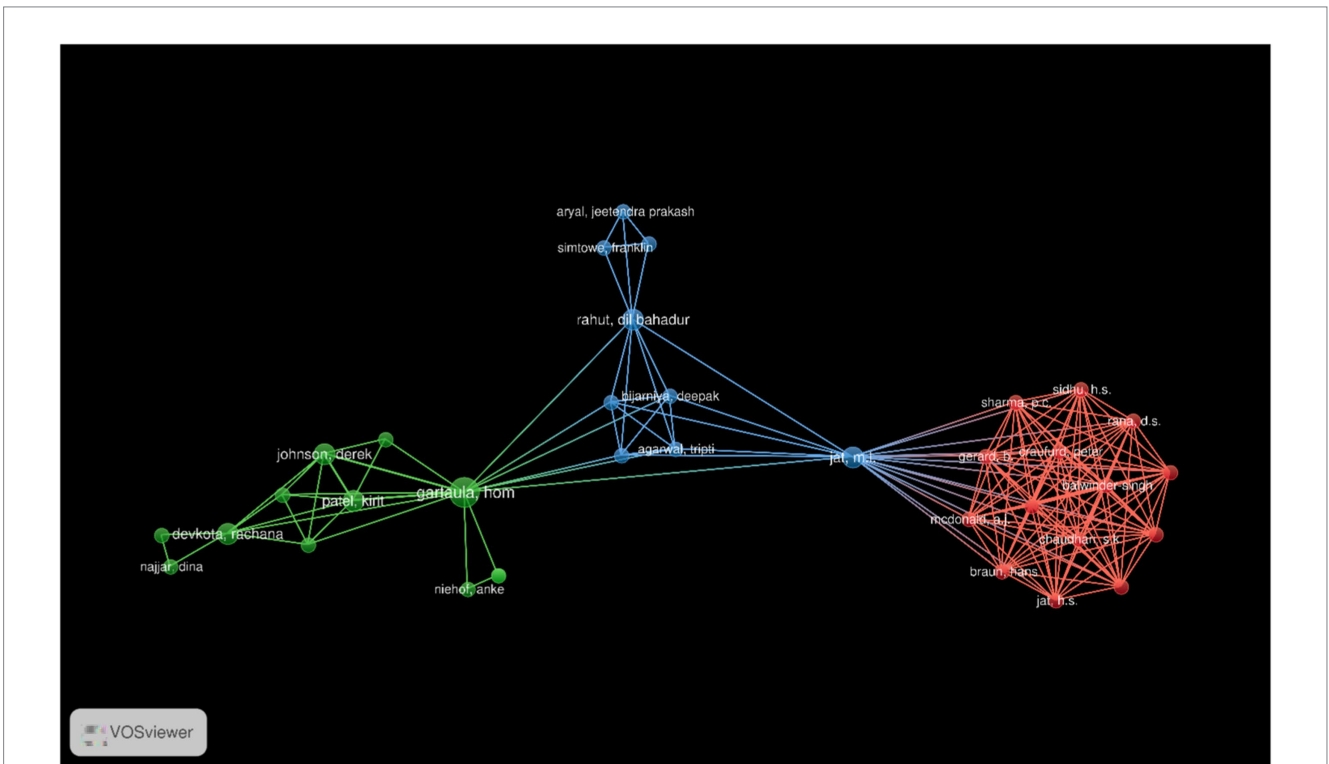 aryal, jeetendra prakash
simtowe, franklin
rahut, dil bahadur
bijarniya, deepak
agarwal, tripti
jat, m.l.
sidhu, h.s.
sharma, p.c.
rana, d.s.
gerard, b.
craufurd, peter
balwinder-singh,
mcdonald, a.j.
chaudhari, s.k.
braun, hans
jat, h.s.
johnson, derek
patel, kirit
gartaula, hom
devkota, rachana
najjar, dina
niehof, anke
VOSviewer